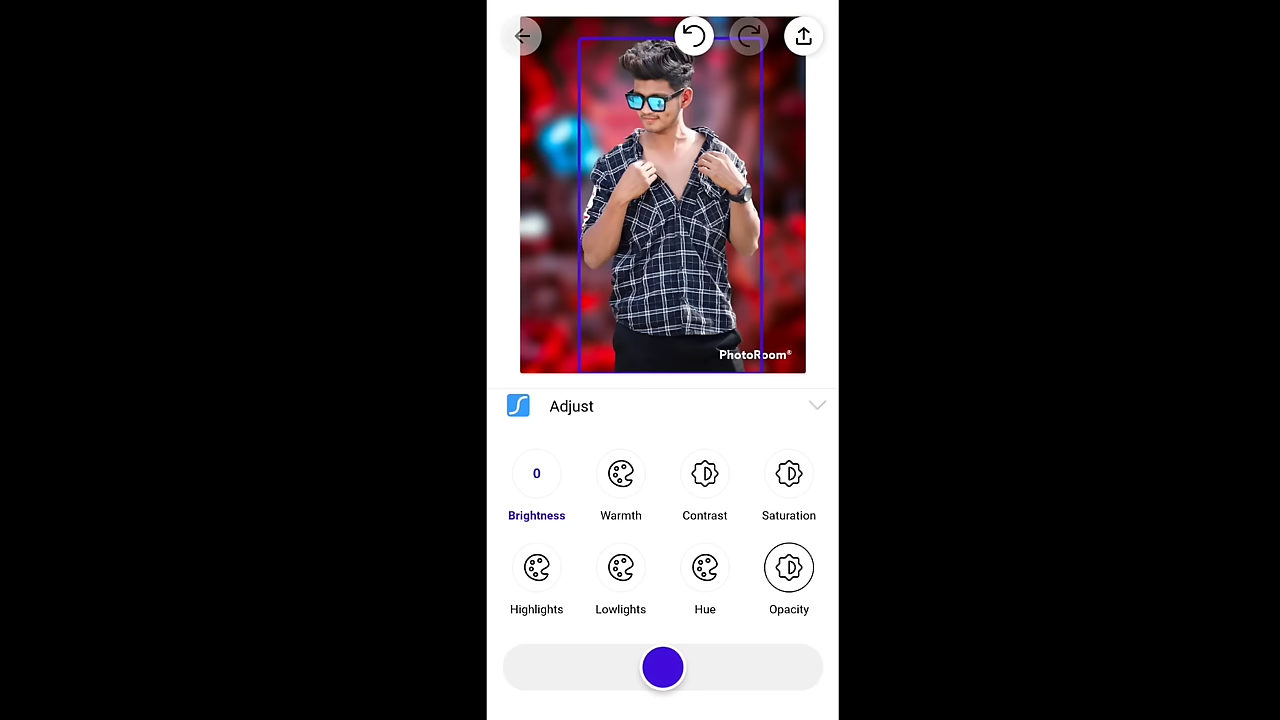 PhotoRoom®
Adjust
0
Brightness
Warmth
Contrast
Saturation
Highlights
Lowlights
Hue
Opacity